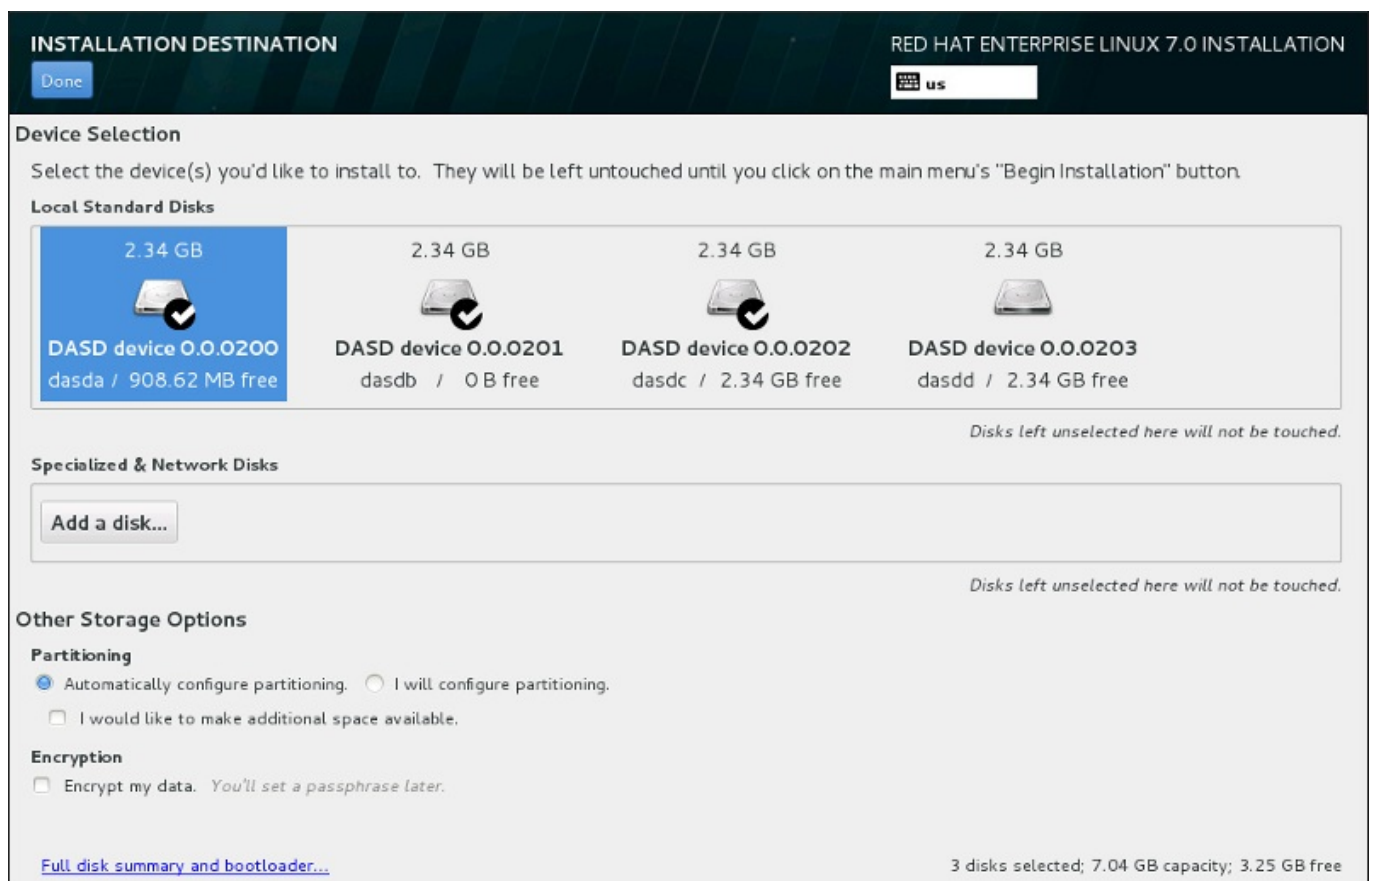 INSTALLATION DESTINATION
RED HAT ENTERPRISE LINUX 7.0 INSTALLATION
Done
us
Device Selection
Select the device(s) you'd like to install to. They will be left untouched until you click on the main menu's "Begin Installation" button.
Local Standard Disks
2.34 GB
DASD device 0.0.0200
dasda / 908.62 MB free
2.34 GB
DASD device 0.0.0201
dasdb / 0 B free
2.34 GB
DASD device 0.0.0202
dasdc / 2.34 GB free
2.34 GB
DASD device 0.0.0203
dasdd / 2.34 GB free
Disks left unselected here will not be touched.
Specialized & Network Disks
Add a disk...
Disks left unselected here will not be touched.
Other Storage Options
Partitioning
Automatically configure partitioning. I will configure partitioning.
I would like to make additional space available.
Encryption
Encrypt my data. You'll set a passphrase later.
Full disk summary and bootloader...
3 disks selected; 7.04 GB capacity; 3.25 GB free